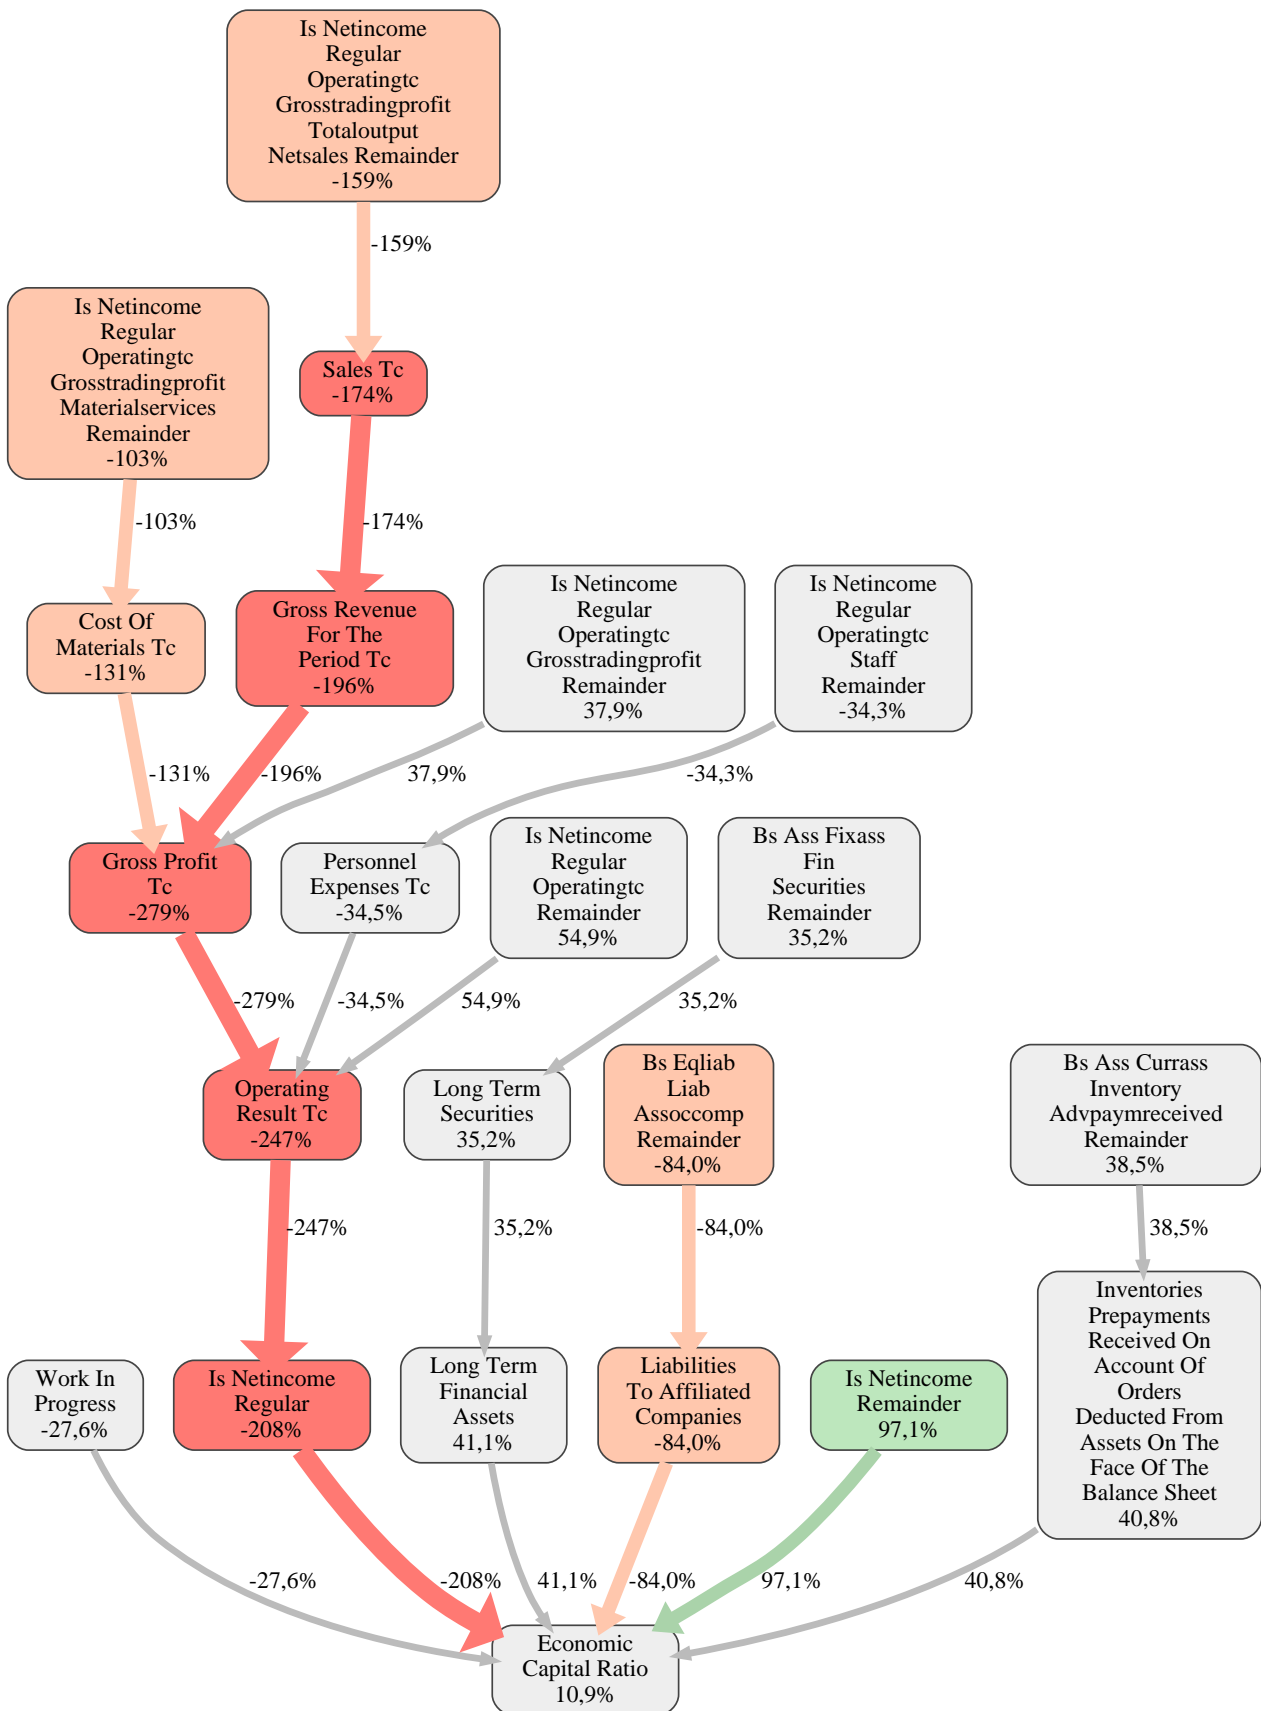 Is Netincome
Regular
Operatingtc
Grosstradingprofit
Totaloutput
Netsales Remainder
-159%
-159%
Is Netincome
Regular
Operatingtc
Grosstradingprofit
Materialservices
Remainder
-103%
Sales Tc
-174%
-103%
-174%
Cost Of
Materials Tc
-131%
Gross Revenue
For The
Period Tc
-196%
Is Netincome
Regular
Operatingtc
Grosstradingprofit
Remainder
37,9%
Is Netincome
Regular
Operatingtc
Staff
Remainder
-34,3%
-131%
-196%
37,9%
-34,3%
Gross Profit
Tc
-279%
Personnel
Expenses Tc
-34,5%
Is Netincome
Regular
Operatingtc
Remainder
54,9%
Bs Ass Fixass
Fin
Securities
Remainder
35,2%
-279%
-34,5%
54,9%
35,2%
Operating
Result Tc
-247%
Long Term
Securities
35,2%
Bs Eqliab
Liab
Assoccomp
Remainder
-84,0%
Bs Ass Currass
Inventory
Advpaymreceived
Remainder
38,5%
-247%
35,2%
-84,0%
38,5%
Work In
Progress
-27,6%
Is Netincome
Regular
-208%
Long Term
Financial
Assets
41,1%
Liabilities
To Affiliated
Companies
-84,0%
Is Netincome
Remainder
97,1%
Inventories
Prepayments
Received On
Account Of
Orders
Deducted From
Assets On The
Face Of The
Balance Sheet
40,8%
-27,6%
-208%
41,1%
-84,0%
97,1%
40,8%
Economic
Capital Ratio
10,9%